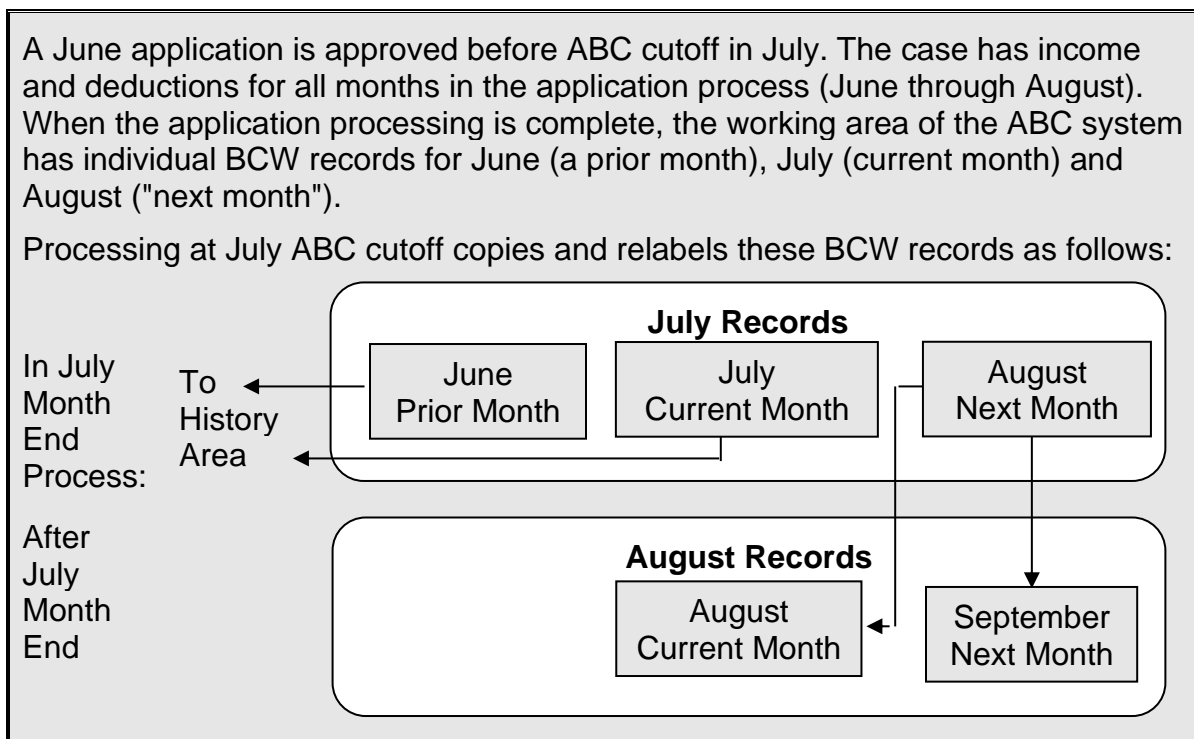 A June application is approved before ABC cutoff in July. The case has income
and deductions for all months in the application process (June through August).
When the application processing is complete, the working area of the ABC system
has individual BCW records for June (a prior month), July (current month) and
August ("next month").
Processing at July ABC cutoff copies and relabels these BCW records as follows:
In July
Month
End
Process:
To
History
Area
July Records
June
Prior Month
July
Current Month
August
Next Month
After
July
Month
End
August Records
August
Current Month
September
Next Month